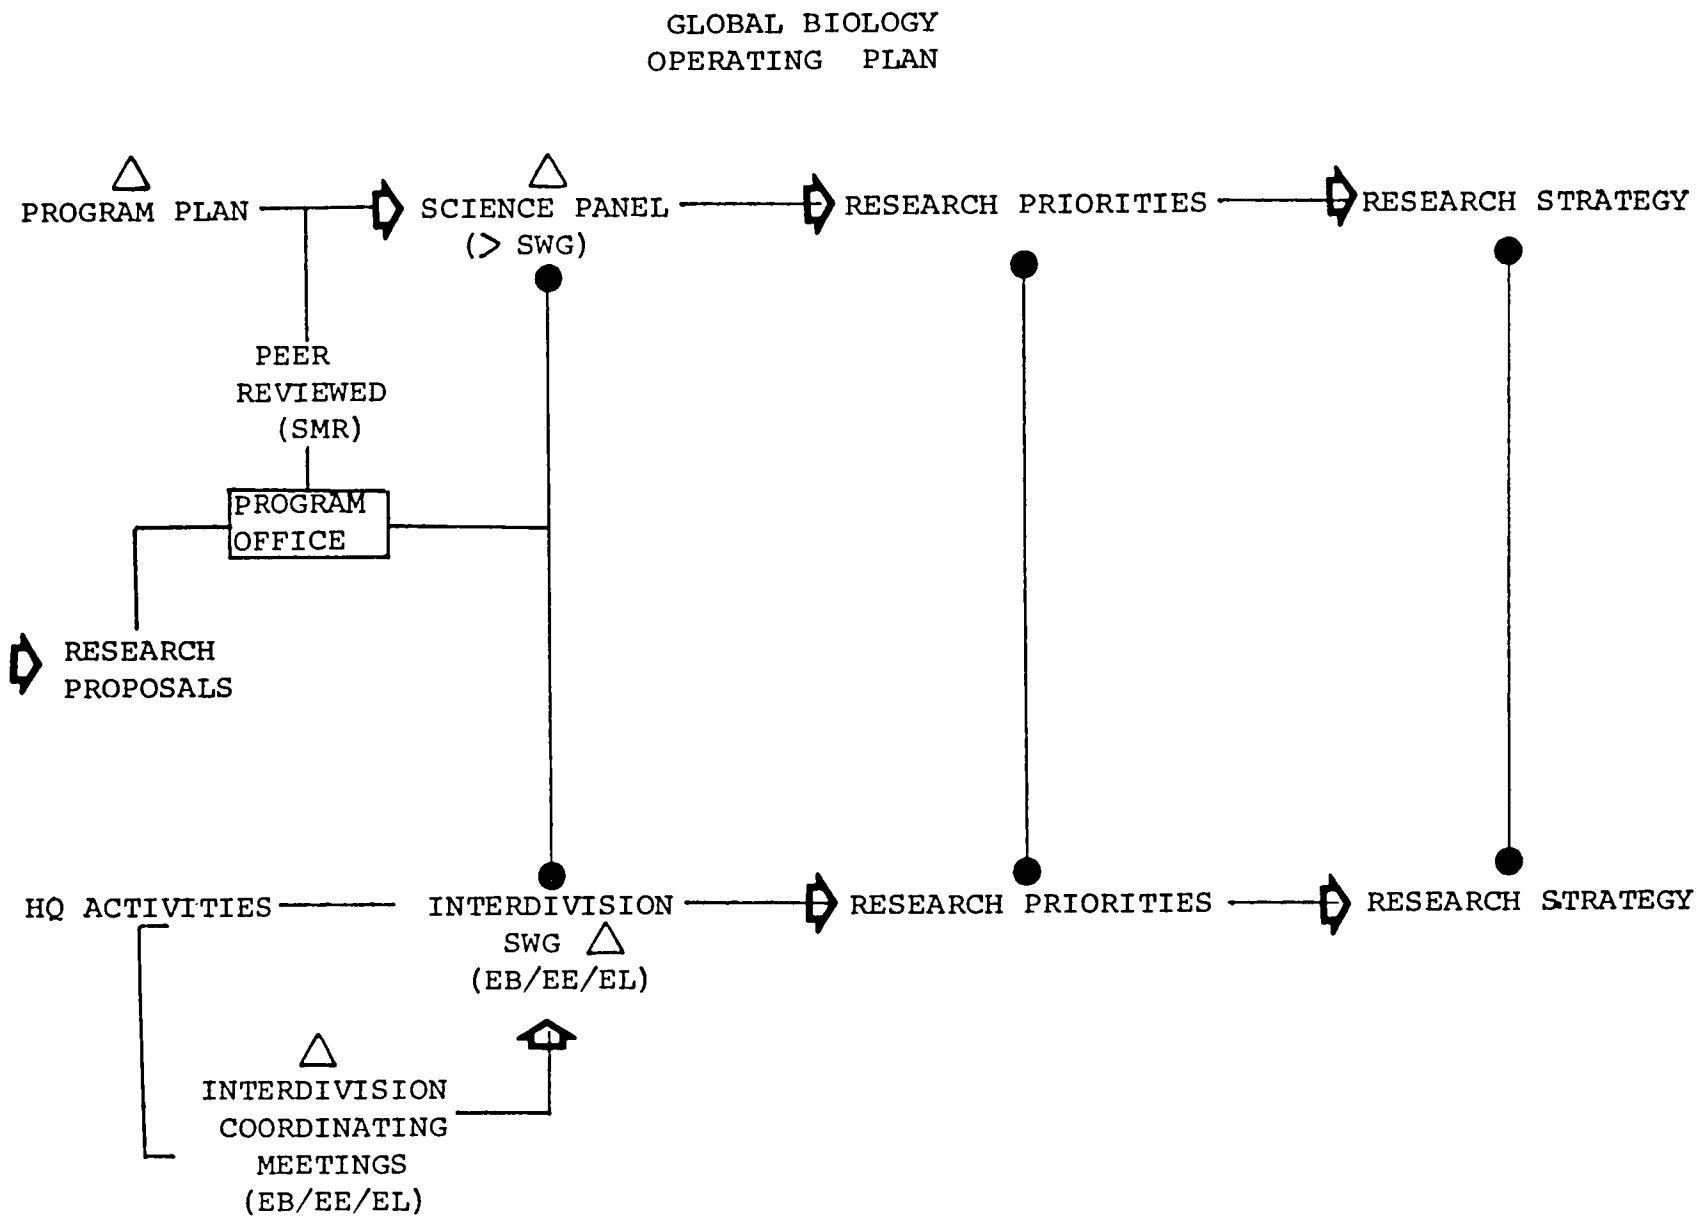 GLOBAL BIOLOGY
OPERATING PLAN
PROGRAM PLAN
SCIENCE PANEL
(> SWG)
RESEARCH PRIORITIES
RESEARCH STRATEGY
PEER
REVIEWED
(SMR)
PROGRAM
OFFICE
RESEARCH
PROPOSALS
HQ ACTIVITIES
INTERDIVISION
SWG
(EB/EE/EL)
RESEARCH PRIORITIES
RESEARCH STRATEGY
INTERDIVISION
COORDINATING
MEETINGS
(EB/EE/EL)